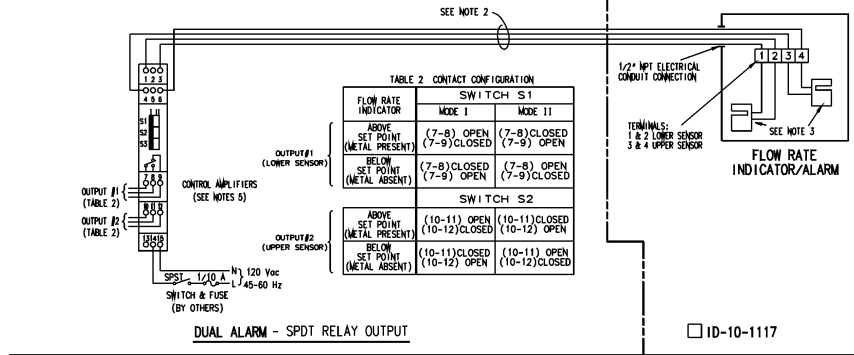 SEE NOTE 2
1 2 3
4 5 6
S1
S2
S3
7 8 9
10 11 12
13 14 15
OUTPUT #1
(TABLE 2)
OUTPUT #2
(TABLE 2)
CONTROL AMPLIFIERS
(SEE NOTES 5)
SPST
1/10 A
N
L
120 Vac
45-60 Hz
SWITCH & FUSE
(BY OTHERS)
TABLE 2 CONTACT CONFIGURATION
FLOW RATE
INDICATOR
SWITCH S1
MODE I
MODE II
OUTPUT#1
(LOWER SENSOR)
ABOVE
SET POINT
(METAL PRESENT)
(7-8) OPEN
(7-9)CLOSED
(7-8)CLOSED
(7-9) OPEN
BELOW
SET POINT
(METAL ABSENT)
(7-8)CLOSED
(7-9) OPEN
(7-8) OPEN
(7-9)CLOSED
SWITCH S2
OUTPUT#2
(UPPER SENSOR)
ABOVE
SET POINT
(METAL PRESENT)
(10-11) OPEN
(10-12)CLOSED
(10-11)CLOSED
(10-12) OPEN
BELOW
SET POINT
(METAL ABSENT)
(10-11)CLOSED
(10-12) OPEN
(10-11) OPEN
(10-12)CLOSED
1/2" NPT ELECTRICAL
CONDUIT CONNECTION
1 2 3 4
TERMINALS:
1 & 2 LOWER SENSOR
3 & 4 UPPER SENSOR
SEE NOTE 3
FLOW RATE
INDICATOR/ALARM
DUAL ALARM - SPDT RELAY OUTPUT
ID-10-1117